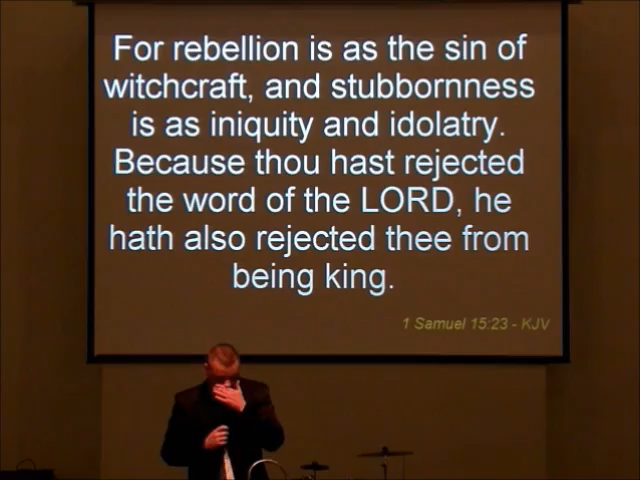 For rebellion is as the sin of
witchcraft, and stubbornness
is as iniquity and idolatry.
Because thou hast rejected
the word of the LORD, he
hath also rejected thee from
being king.
1 Samuel 15:23 - KJV